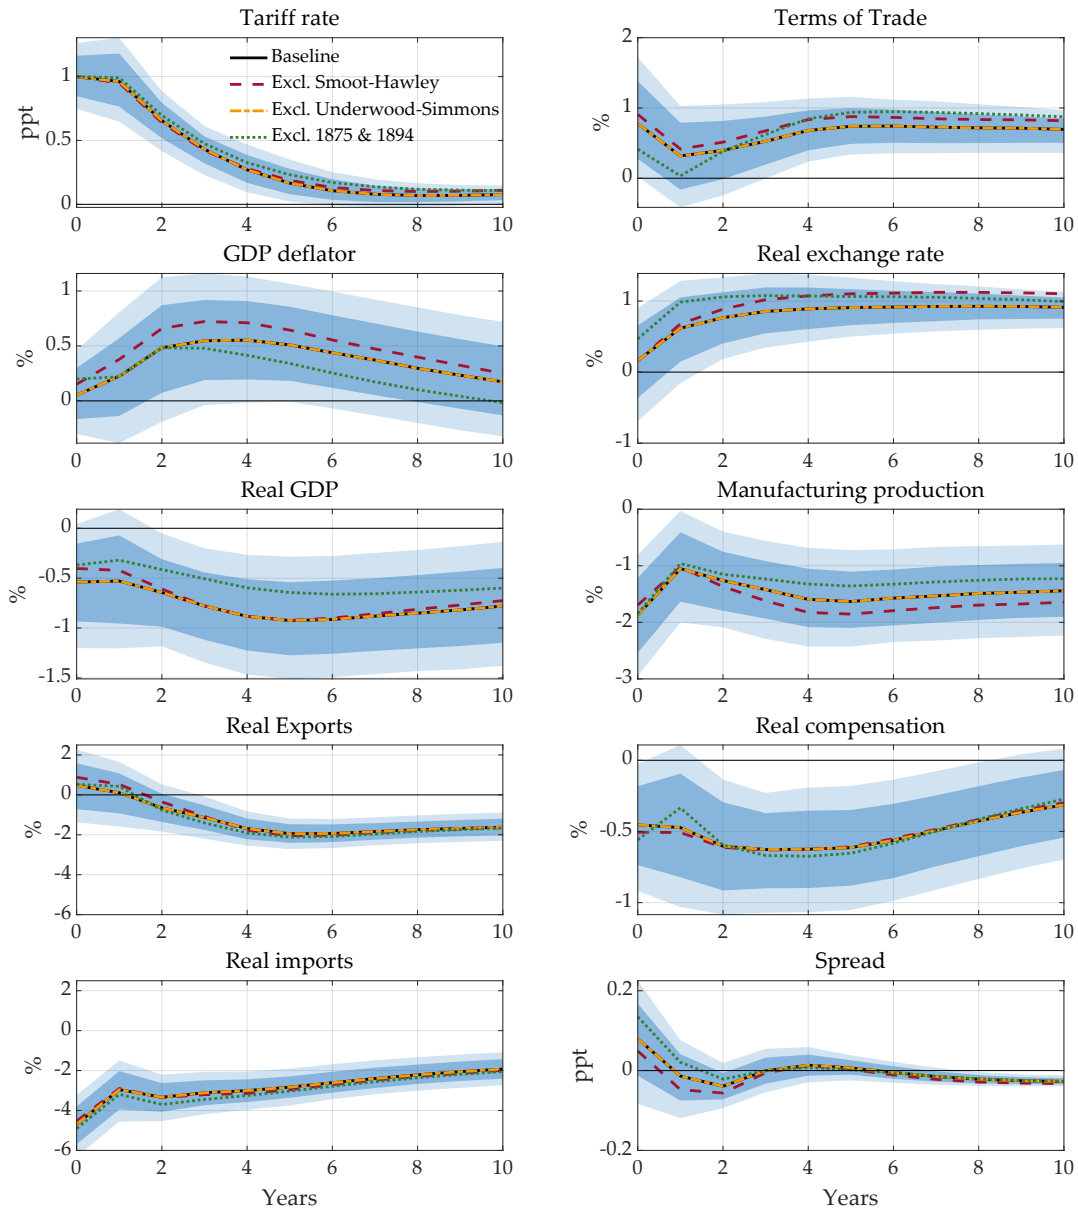 Tariff rate
ppt
1
0.5
0
Baseline
Excl. Smoot-Hawley
Excl. Underwood-Simmons
Excl. 1875 & 1894
0 2 4 6 8 10
Terms of Trade
%
2
1
0
0 2 4 6 8 10
GDP deflator
%
1
0.5
0
0 2 4 6 8 10
Real exchange rate
%
1
0
-1
0 2 4 6 8 10
Real GDP
%
0
-0.5
-1
-1.5
0 2 4 6 8 10
Manufacturing production
%
0
-1
-2
-3
0 2 4 6 8 10
Real Exports
%
2
0
-2
-4
-6
0 2 4 6 8 10
Real compensation
%
0
-0.5
-1
0 2 4 6 8 10
Real imports
%
2
0
-2
-4
-6
0 2 4 6 8 10
Years
Spread
ppt
0.2
0
-0.2
0 2 4 6 8 10
Years